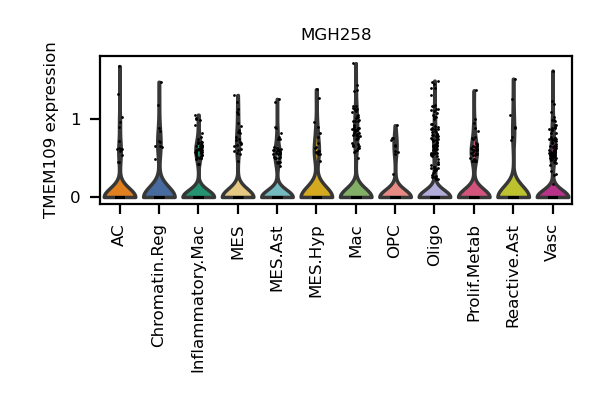 MGH258
TMEM109 expression
1
0
AC
Chromatin.Reg
Inflammatory.Mac
MES
MES.Ast
MES.Hyp
Mac
OPC
Oligo
Prolif.Metab
Reactive.Ast
Vasc